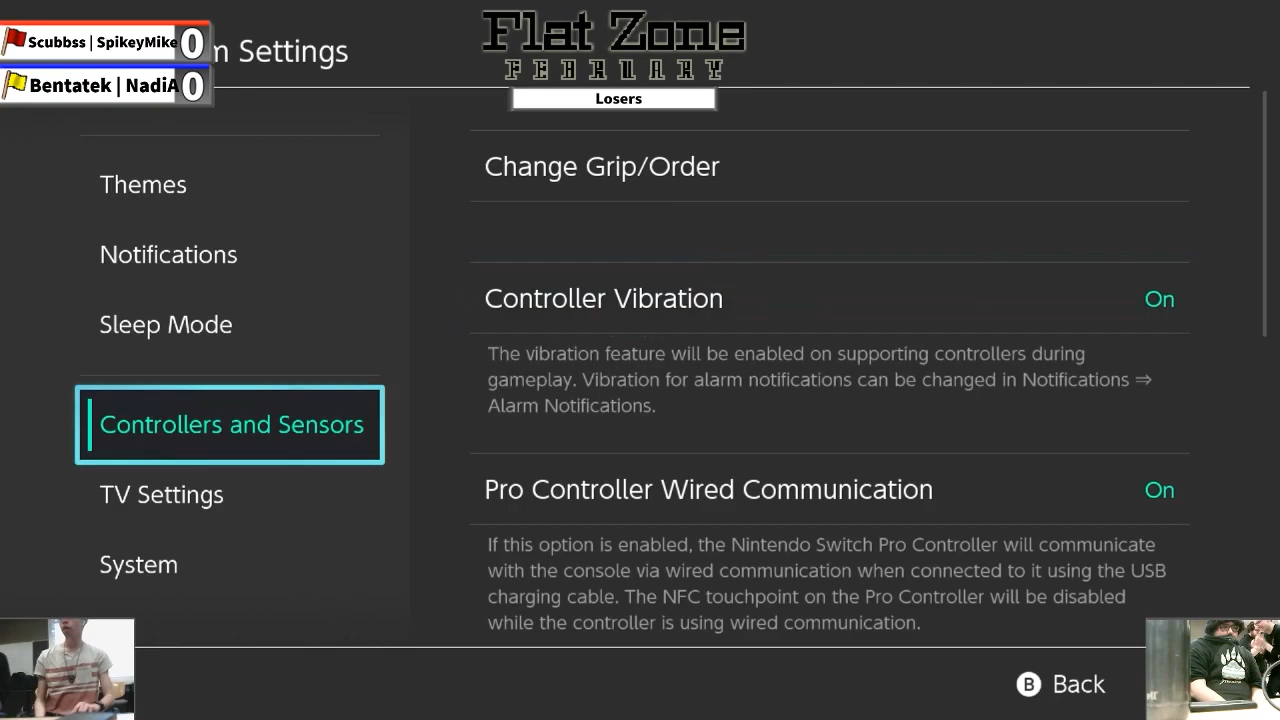 Scubbss | SpikeyMike 0
Bentatek | NadiA 0
m Settings
Flat Zone
FEBRUARY
Losers
Themes
Notifications
Sleep Mode
Controllers and Sensors
TV Settings
System
Change Grip/Order
Controller Vibration On
The vibration feature will be enabled on supporting controllers during
gameplay. Vibration for alarm notifications can be changed in Notifications ⇒
Alarm Notifications.
Pro Controller Wired Communication On
If this option is enabled, the Nintendo Switch Pro Controller will communicate
with the console via wired communication when connected to it using the USB
charging cable. The NFC touchpoint on the Pro Controller will be disabled
while the controller is using wired communication.
B Back